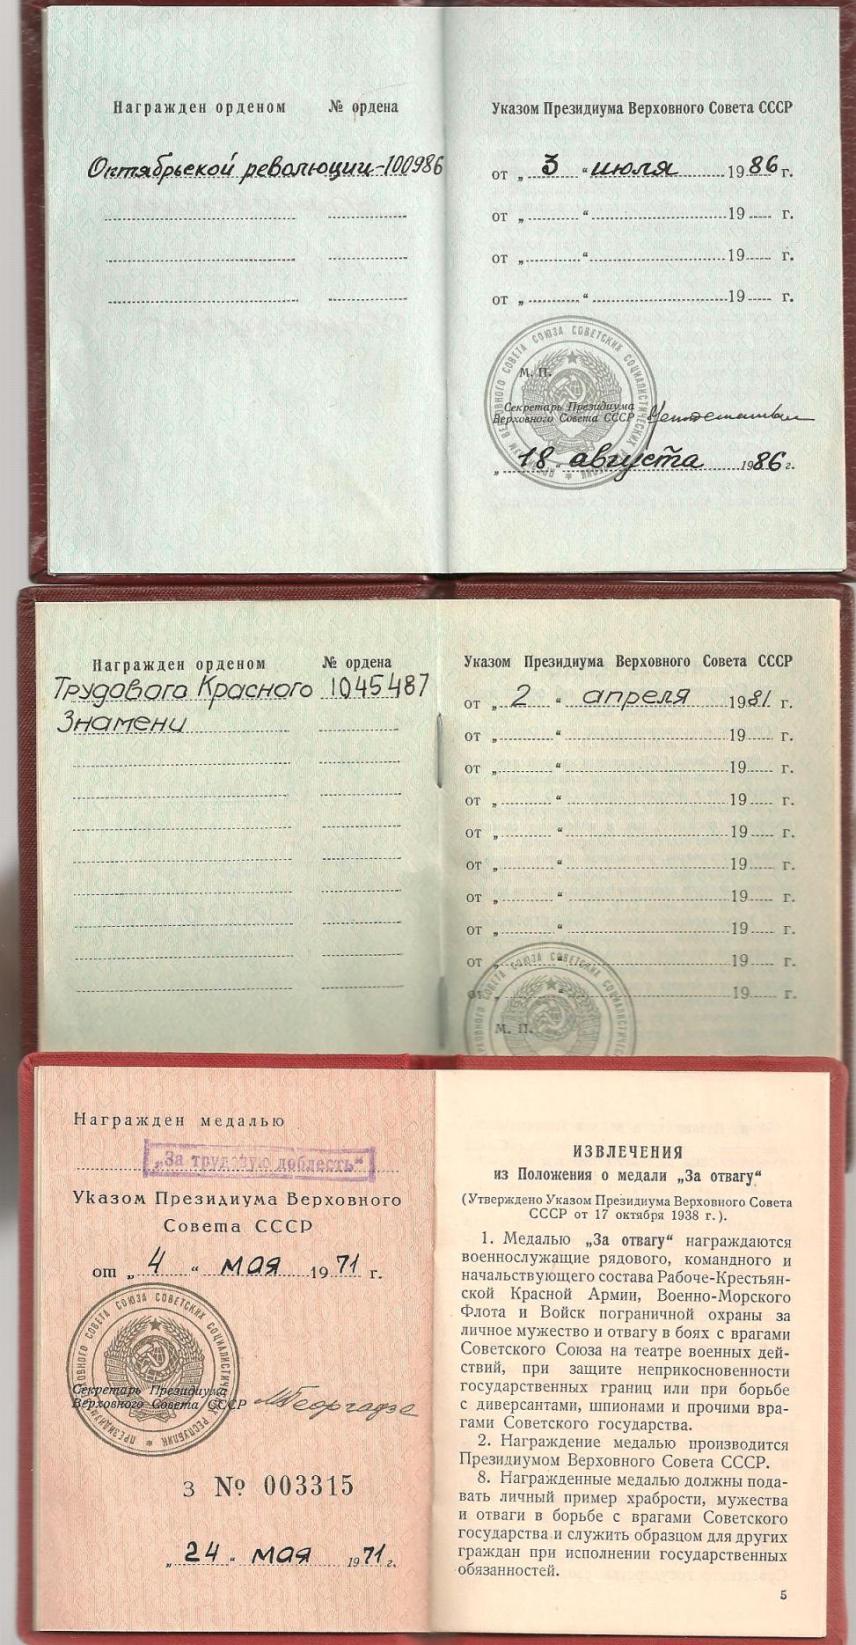 Награжден орденом № ордена
Октябрьской революции-100986
Указом Президиума Верховного Совета СССР
от „ 3 “ июля 1986 г.
от „ “ 19 г.
от „ “ 19 г.
от „ “ 19 г.
М. П.
Секретарь Президиума
Верховного Совета СССР
„ 18 “ августа 1986 г.
Награжден орденом № ордена
Трудового Красного 1045487
Знамени
Указом Президиума Верховного Совета СССР
от „ 2 “ апреля 1981 г.
от „ “ 19 г.
от „ “ 19 г.
от „ “ 19 г.
от „ “ 19 г.
от „ “ 19 г.
от „ “ 19 г.
от „ “ 19 г.
от „ “ 19 г.
от „ “ 19 г.
М. П.
Награжден медалью
„За трудовую доблесть“
Указом Президиума Верховного
Совета СССР
от „ 4 “ мая 1971 г.
ПРЕЗИДИУМ ВЕРХОВНОГО СОВЕТА СОЮЗА СОВЕТСКИХ СОЦИАЛИСТИЧЕСКИХ РЕСПУБЛИК
Секретарь Президиума
Верховного Совета СССР М Георгадзе
З № 003315
„ 24 “ мая 1971 г.
ИЗВЛЕЧЕНИЯ
из Положения о медали „За отвагу“
(Утверждено Указом Президиума Верховного Совета
СССР от 17 октября 1938 г.).
1. Медалью „За отвагу“ награждаются
военнослужащие рядового, командного и
начальствующего состава Рабоче-Крестьян-
ской Красной Армии, Военно-Морского
Флота и Войск пограничной охраны за
личное мужество и отвагу в боях с врагами
Советского Союза на театре военных дей-
ствий, при защите неприкосновенности
государственных границ или при борьбе
с диверсантами, шпионами и прочими вра-
гами Советского государства.
2. Награждение медалью производится
Президиумом Верховного Совета СССР.
8. Награжденные медалью должны пода-
вать личный пример храбрости, мужества
и отваги в борьбе с врагами Советского
государства и служить образцом для других
граждан при исполнении государственных
обязанностей.
5